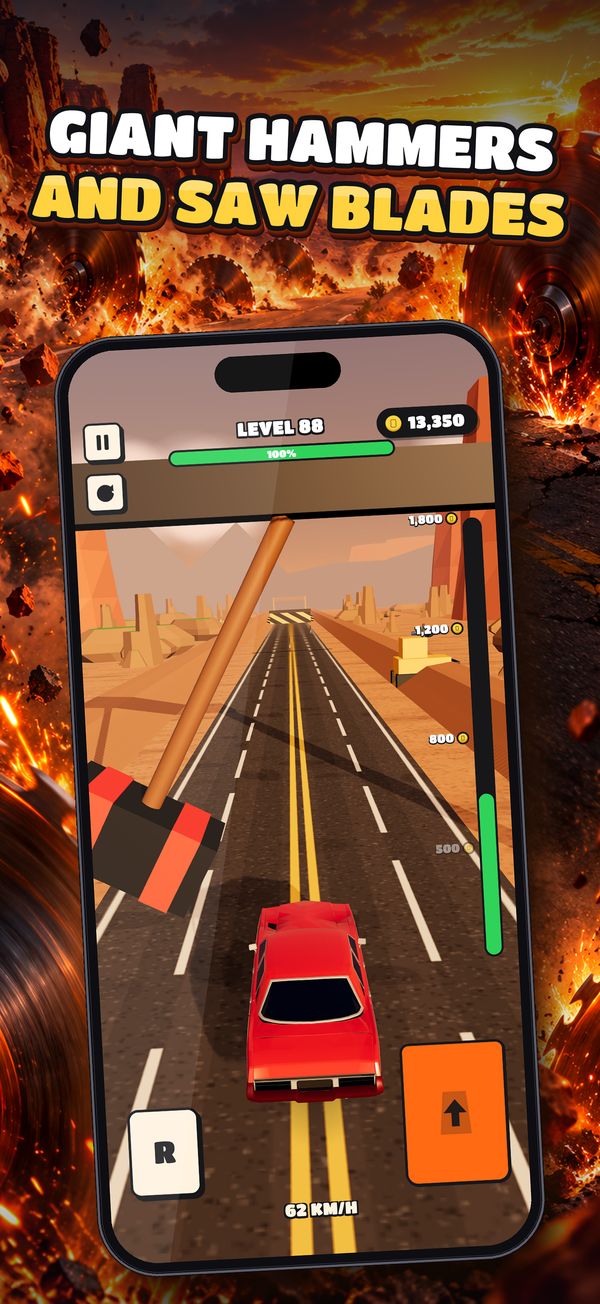 GIANT HAMMERS
AND SAW BLADES
LEVEL 88
13,350
100%
1,800
1,200
800
500
R
62 KM/H